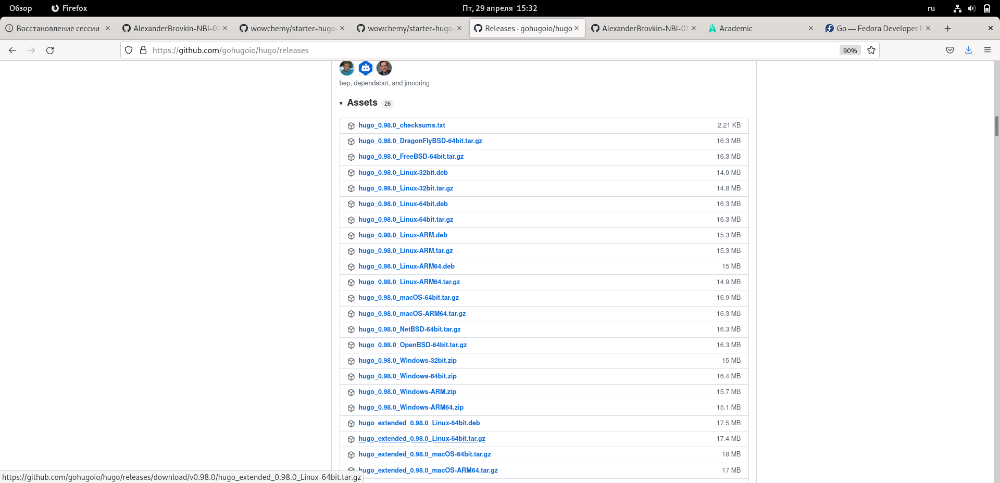 Обзор Firefox Пт, 29 апреля 15:32 ru
Восстановление сессии AlexanderBrovkin-NBI-01 wowchemy/starter-hugo- wowchemy/starter-hugo- Releases · gohugoio/hugo AlexanderBrovkin-NBI-01 Academic Go — Fedora Developer P
https://github.com/gohugoio/hugo/releases 90%
bep, dependabot, and jmooring
Assets 26
hugo_0.98.0_checksums.txt 2.21 KB
hugo_0.98.0_DragonFlyBSD-64bit.tar.gz 16.3 MB
hugo_0.98.0_FreeBSD-64bit.tar.gz 16.3 MB
hugo_0.98.0_Linux-32bit.deb 14.9 MB
hugo_0.98.0_Linux-32bit.tar.gz 14.8 MB
hugo_0.98.0_Linux-64bit.deb 16.3 MB
hugo_0.98.0_Linux-64bit.tar.gz 16.3 MB
hugo_0.98.0_Linux-ARM.deb 15.3 MB
hugo_0.98.0_Linux-ARM.tar.gz 15.3 MB
hugo_0.98.0_Linux-ARM64.deb 15 MB
hugo_0.98.0_Linux-ARM64.tar.gz 14.9 MB
hugo_0.98.0_macOS-64bit.tar.gz 16.9 MB
hugo_0.98.0_macOS-ARM64.tar.gz 16.3 MB
hugo_0.98.0_NetBSD-64bit.tar.gz 16.3 MB
hugo_0.98.0_OpenBSD-64bit.tar.gz 16.3 MB
hugo_0.98.0_Windows-32bit.zip 15 MB
hugo_0.98.0_Windows-64bit.zip 16.4 MB
hugo_0.98.0_Windows-ARM.zip 15.7 MB
hugo_0.98.0_Windows-ARM64.zip 15.1 MB
hugo_extended_0.98.0_Linux-64bit.deb 17.5 MB
hugo_extended_0.98.0_Linux-64bit.tar.gz 17.4 MB
hugo_extended_0.98.0_macOS-64bit.tar.gz 18 MB
hugo_extended_0.98.0_macOS-ARM64.tar.gz 17 MB
https://github.com/gohugoio/hugo/releases/download/v0.98.0/hugo_extended_0.98.0_Linux-64bit.tar.gz